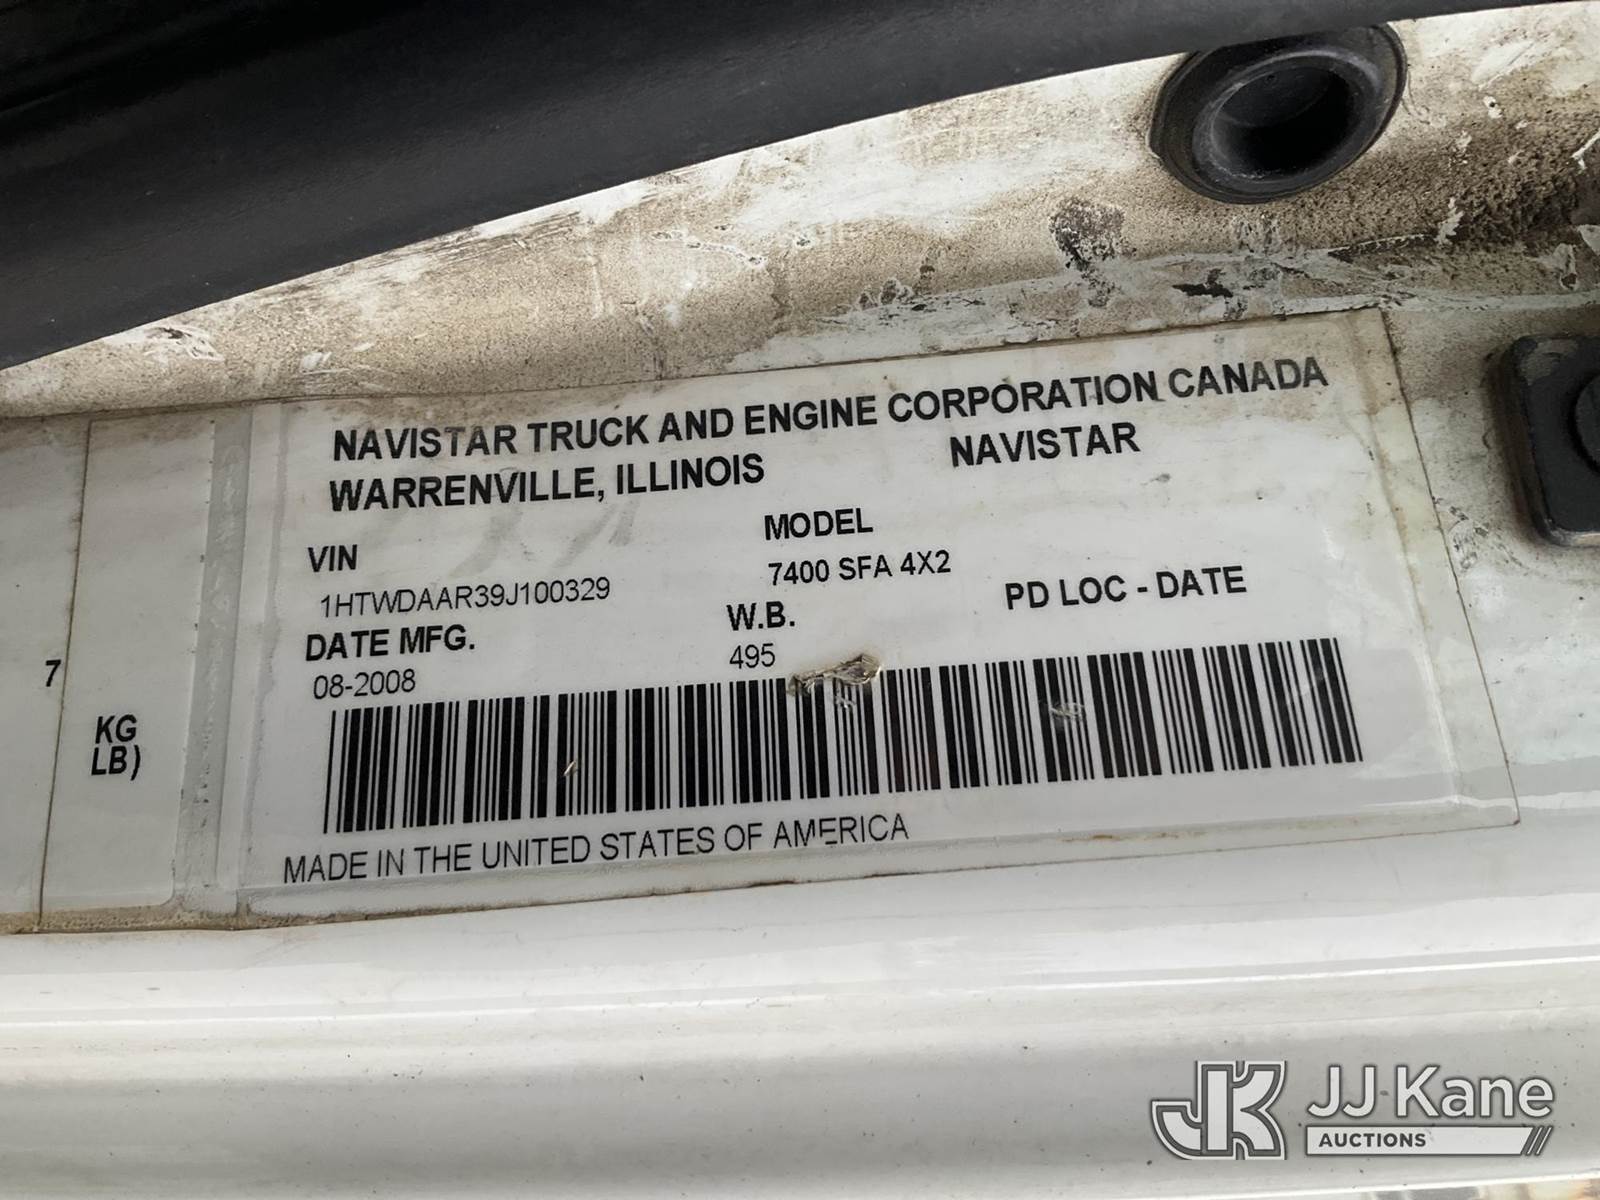 NAVISTAR TRUCK AND ENGINE CORPORATION CANADA
WARRENVILLE, ILLINOIS NAVISTAR
VIN MODEL
1HTWDAAR39J100329 7400 SFA 4X2
DATE MFG. W.B. PD LOC - DATE
08-2008 495
7
KG
LB)
MADE IN THE UNITED STATES OF AMERICA
JK JJ Kane
AUCTIONS